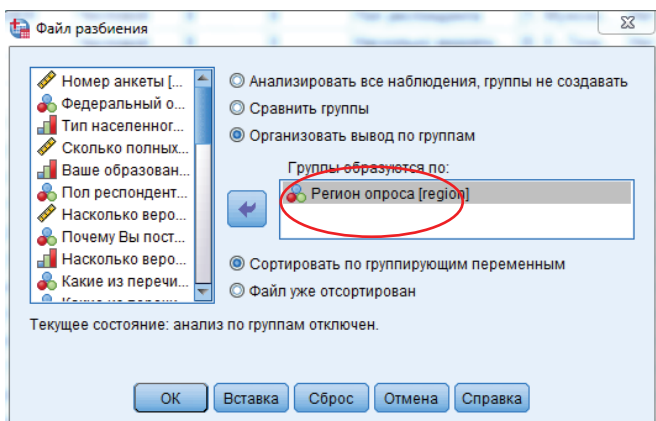 Файл разбиения
Номер анкеты [...
Федеральный о...
Тип населенног...
Сколько полных...
Ваше образован...
Пол респондент...
Насколько веро...
Почему Вы пост...
Насколько веро...
Какие из перечи...
Анализировать все наблюдения, группы не создавать
Сравнить группы
Организовать вывод по группам
Группы образуются по:
Регион опроса [region]
Сортировать по группирующим переменным
Файл уже отсортирован
Текущее состояние: анализ по группам отключен.
ОК Вставка Сброс Отмена Справка